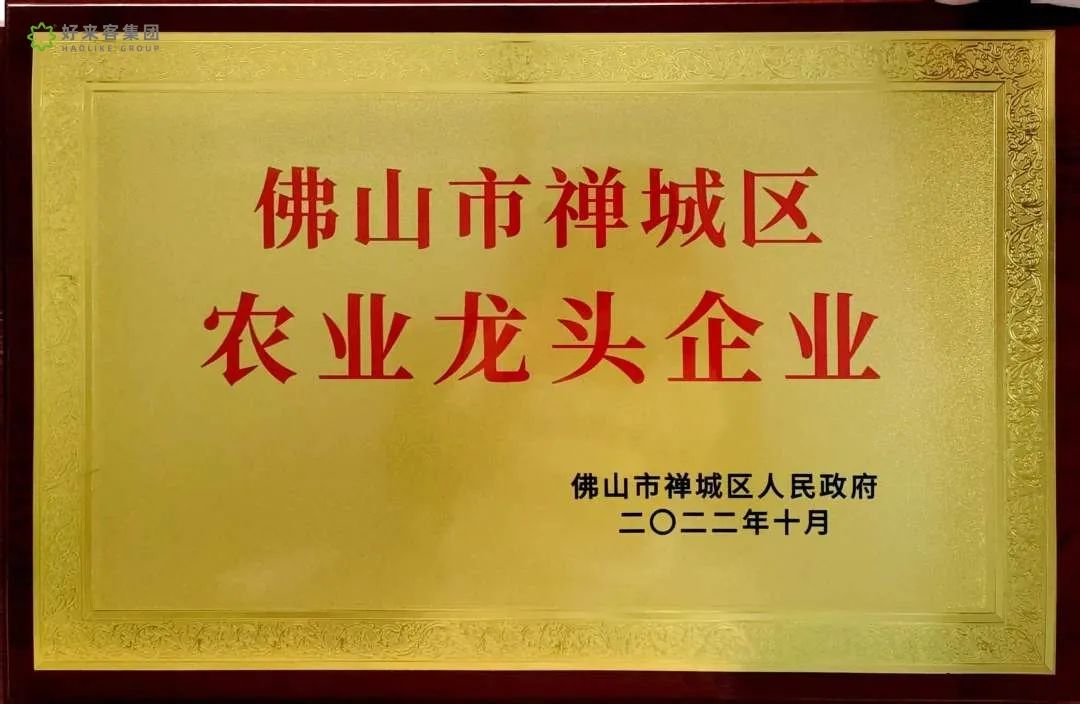 好来客集团
HAOLIKE GROUP
佛山市禅城区
农业龙头企业
佛山市禅城区人民政府
二〇二二年十月